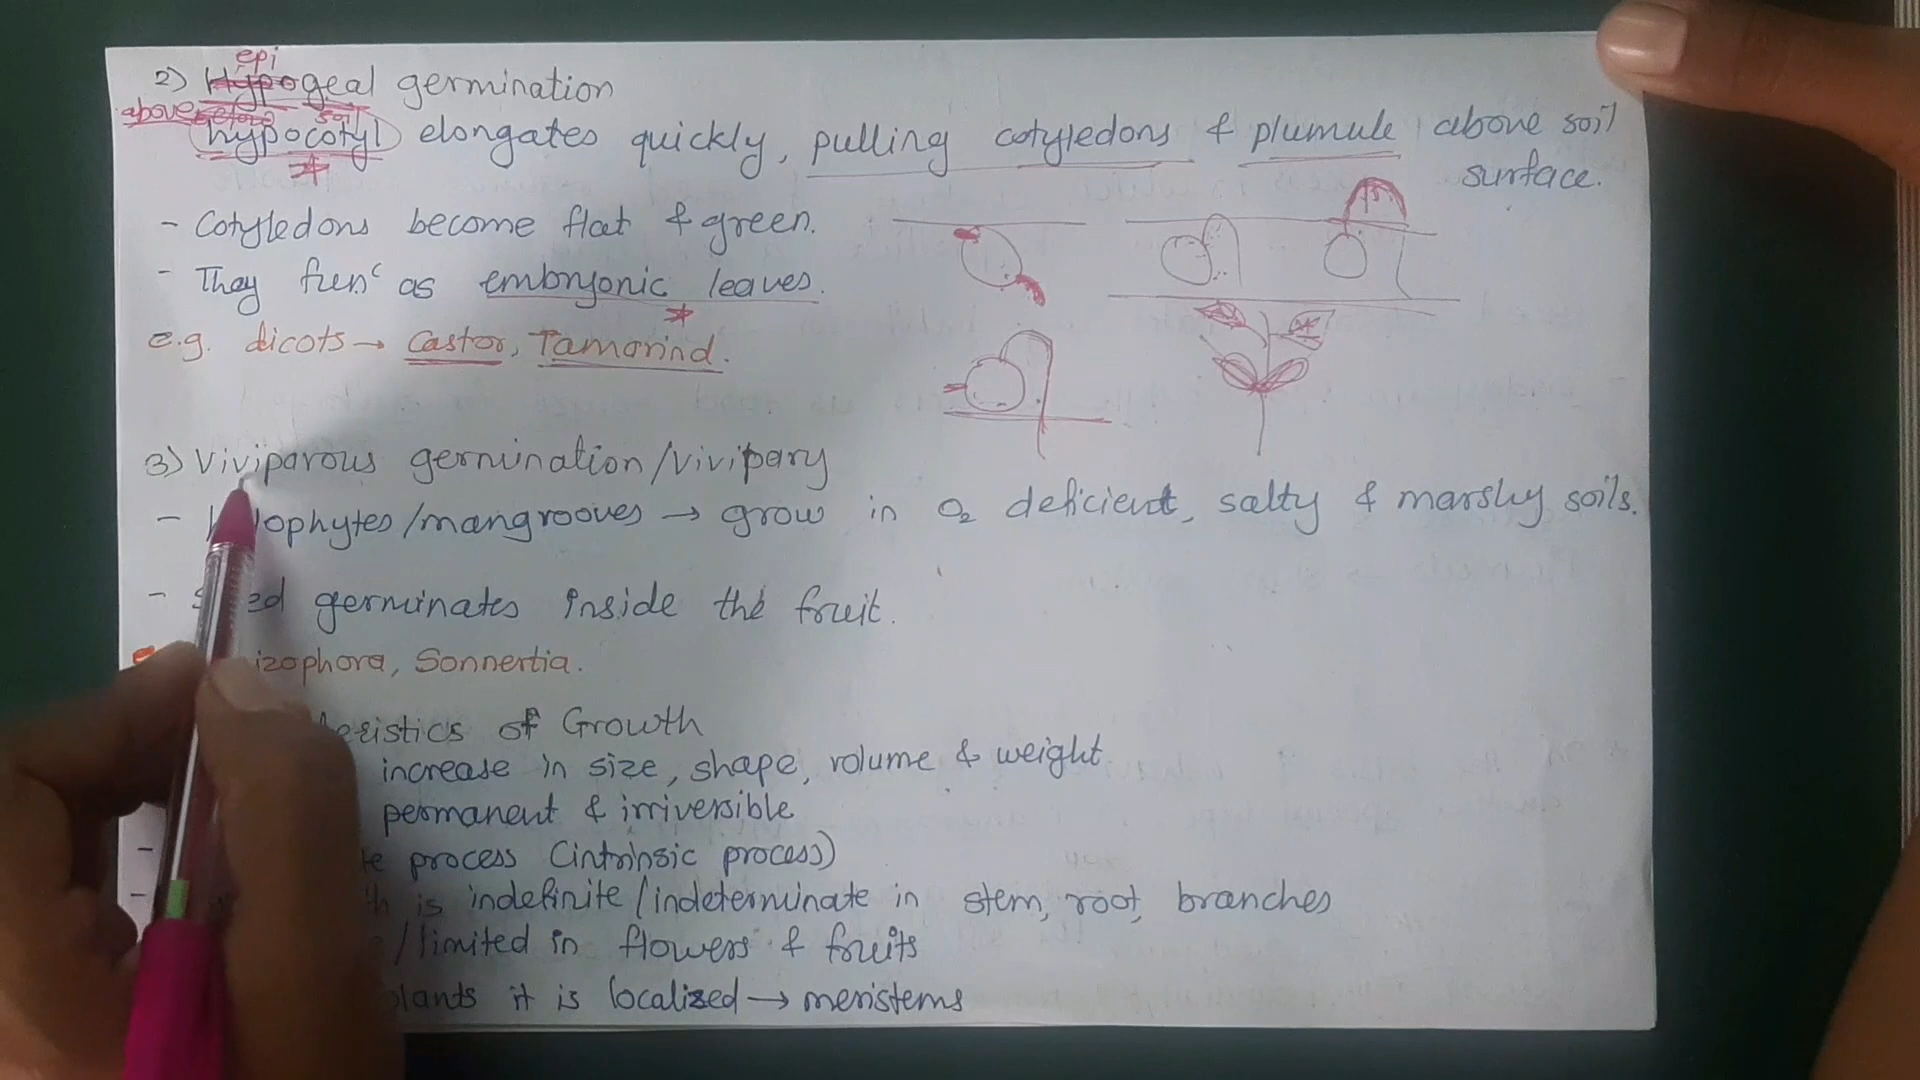 epi
2) Hypogeal germination
above before soil
hypocotyl elongates quickly, pulling cotyledons & plumule above soil
surface.
- Cotyledons become flat & green.
- They funᶜ as embryonic leaves.
e.g. dicots → Castor, Tamarind.
3) Viviparous germination/vivipary
- ophytes/mangrooves → grow in O₂ deficient, salty & marshy soils.
- germinates inside the fruit.
izophora, Sonnertia.
eristics of Growth
increase in size, shape, volume & weight
permanent & irriversible
- process (intrinsic process)
- is indefinite/indeterminate in stem, root, branches
/limited in flowers & fruits
plants it is localized → meristems